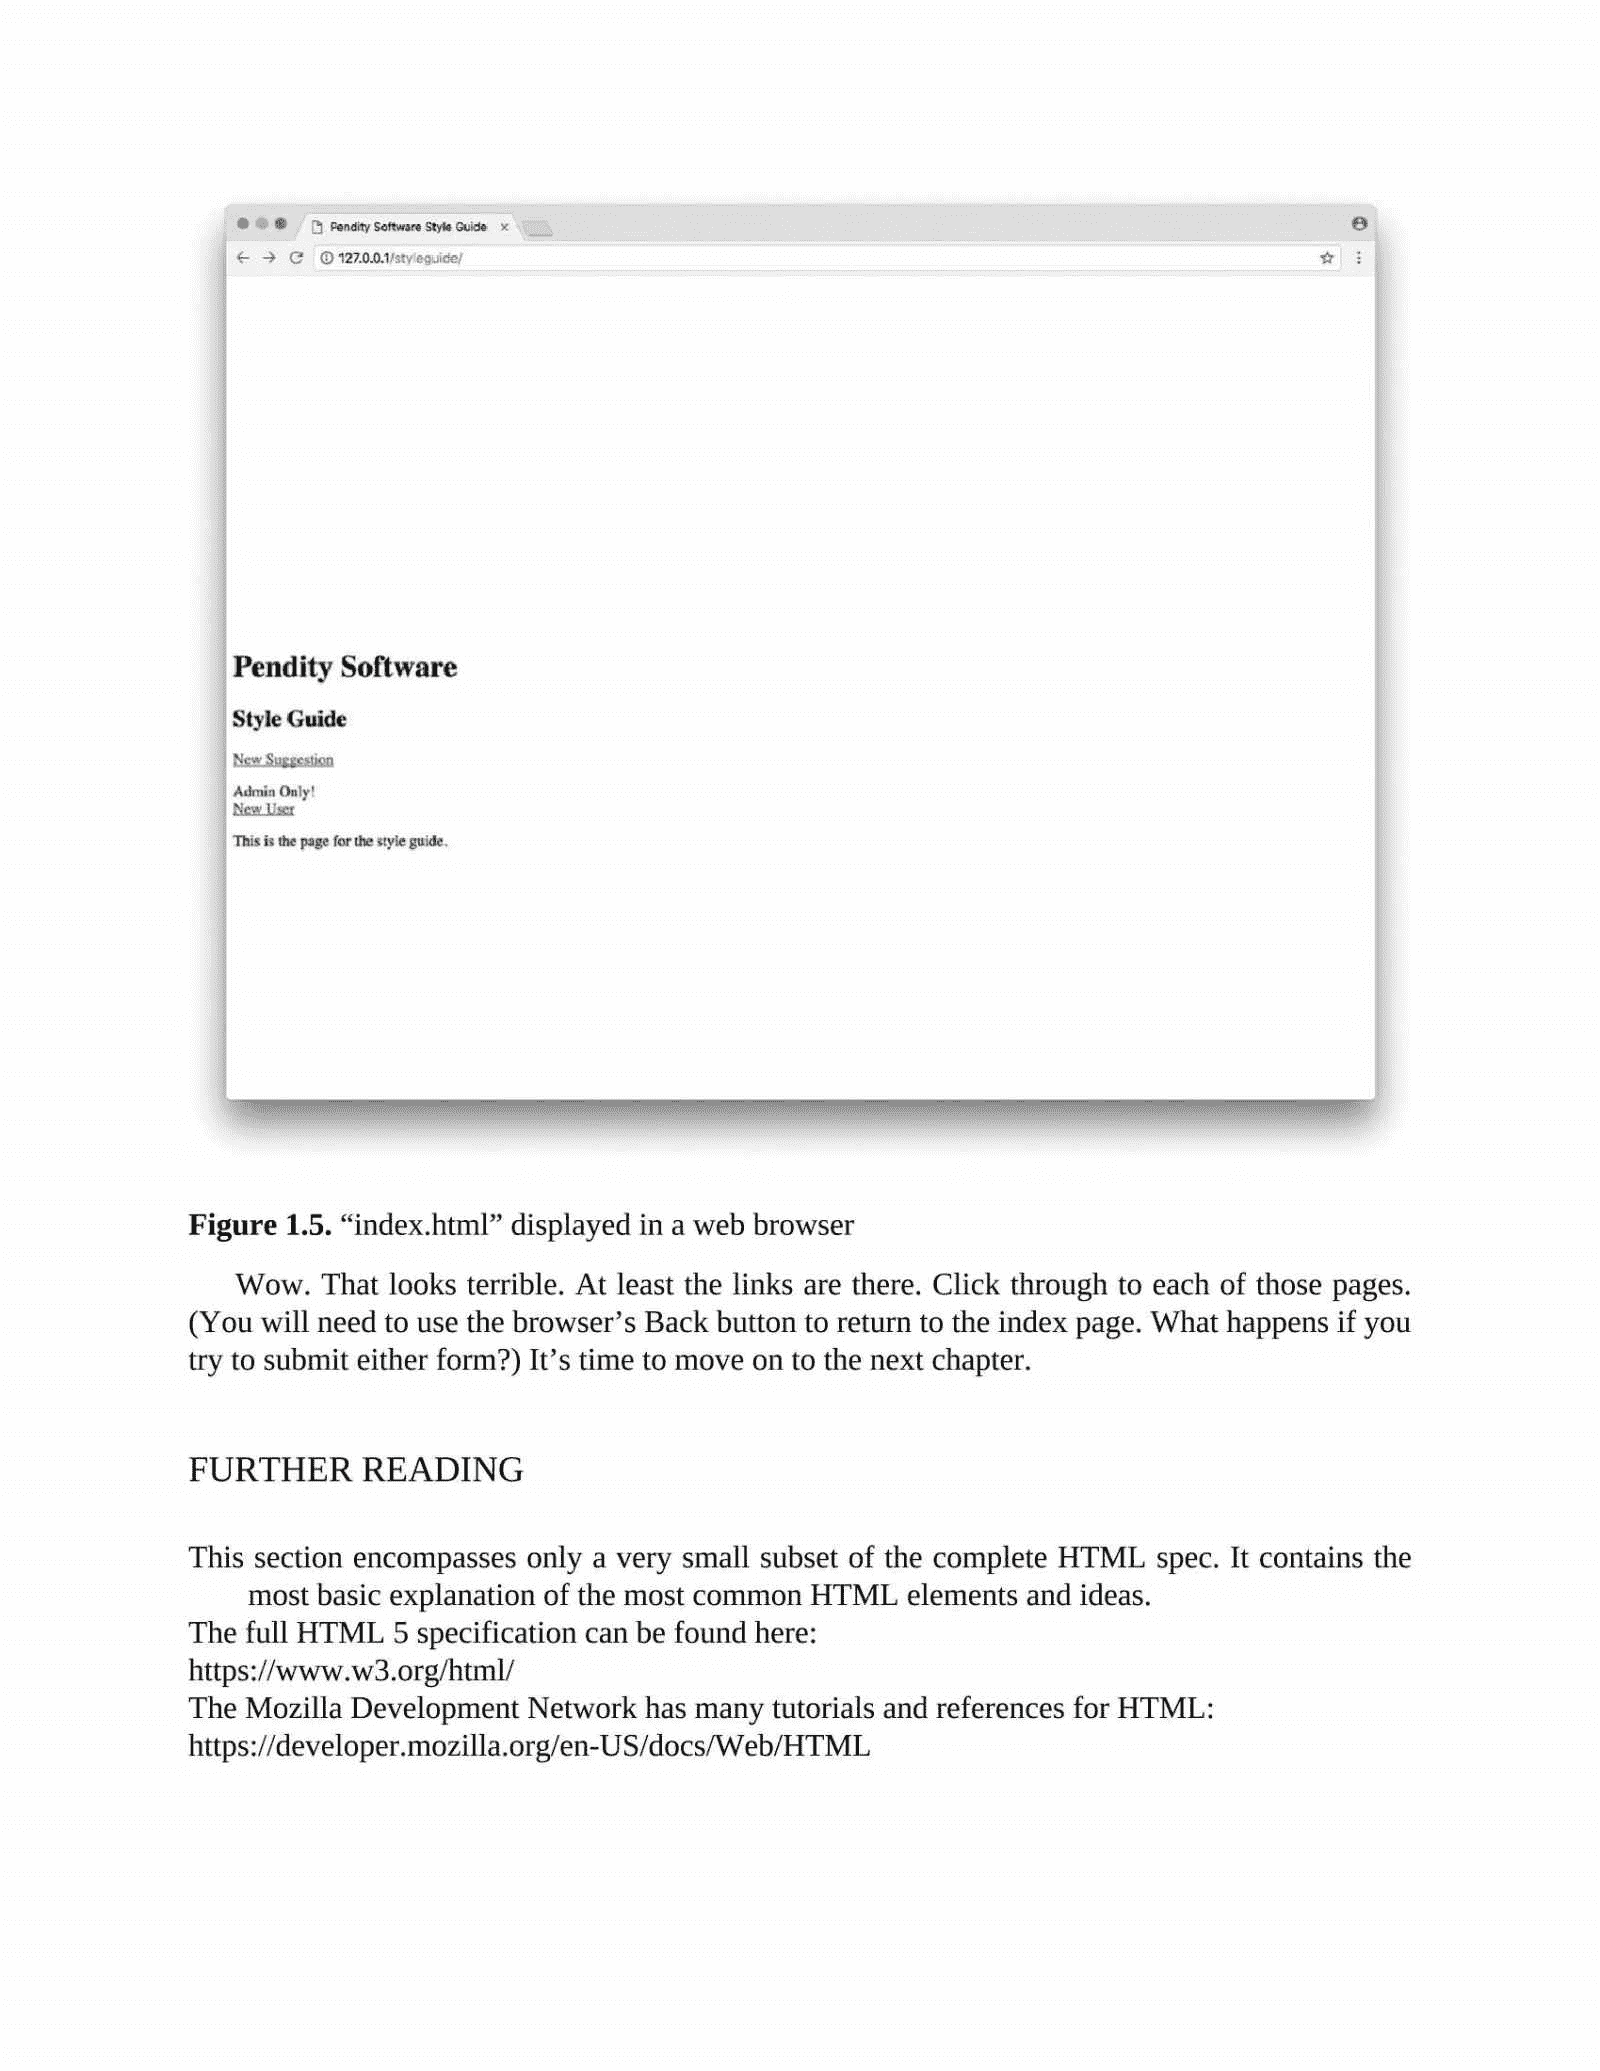 Pendity Software Style Guide
127.0.0.1/styleguide/
Pendity Software
Style Guide
New Suggestion
Admin Only!
New User
This is the page for the style guide.
Figure 1.5. “index.html” displayed in a web browser
Wow. That looks terrible. At least the links are there. Click through to each of those pages.
(You will need to use the browser’s Back button to return to the index page. What happens if you
try to submit either form?) It’s time to move on to the next chapter.
FURTHER READING
This section encompasses only a very small subset of the complete HTML spec. It contains the
most basic explanation of the most common HTML elements and ideas.
The full HTML 5 specification can be found here:
https://www.w3.org/html/
The Mozilla Development Network has many tutorials and references for HTML:
https://developer.mozilla.org/en-US/docs/Web/HTML